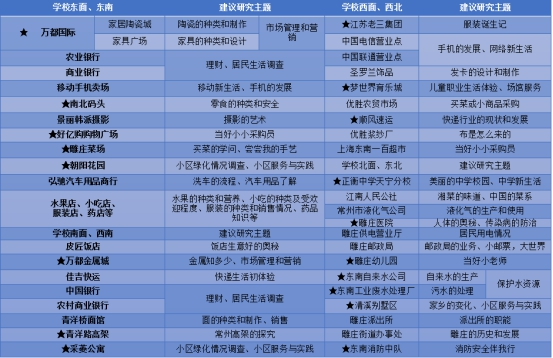 学校东面、东南 建议研究主题 学校西面、西北 建议研究主题
★ 万都国际 家居陶瓷城 陶瓷的种类和制作 市场管理和营销 ★江苏老三集团 服装诞生记
家具广场 家具的种类和设计 中国电信营业点 手机的发展、网络新生活
农业银行 理财、居民生活调查 中国联通营业点
商业银行 圣罗兰饰品 发卡的设计和制作
移动手机卖场 移动新生活、手机的发展 ★梦世界育乐城 儿童职业生活体验、场馆服务
★南北码头 零食的种类和安全 优胜农贸市场 买菜或小商品采购
景丽韩派摄影 摄影的艺术 ★顺风速运 快递行业的现状和发展
★好亿购购物广场 当好小小采购员 优胜浆纱厂 布是怎么来的
★雕庄菜场 买菜的学问、尝尝我的手艺 上海东南一百超市 当好小小采购员
★朝阳花园 小区绿化情况调查、小区服务与实践 学校北面、东北 建议研究主题
弘驰汽车用品商行 洗车的流程、汽车用品了解 ★正衡中学天宁分校 美丽的中学校园、中学新生活
水果店、小吃店、服装店、药店等 水果的种类和营养、小吃的种类及受欢迎程度、服装的种类和销售情况、药品知识等 江南人民公社 湘菜的味道、中国的菜系
常州市液化气公司 液化气的生产和使用
★雕庄医院 人体的奥秘、传染病的防治
学校南面、西南 建议研究主题 雕庄供电营业厅 居民用电情况
皮匠饭店 饭店生意好的奥秘 雕庄邮政局 邮政局的业务、小邮票，大世界
★万都金属城 金属知多少、市场管理和营销 ★雕庄幼儿园 当好小老师
佳吉快运 快递生活初体验 ★东南自来水公司 自来水的生产 保护水资源
中国银行 理财、居民生活调查 ★东南工业废水处理厂 污水的处理
农村商业银行 ★清溪别墅区 家乡的变化、小区服务与实践
青洋桥面馆 面的种类和制作、销售 雕庄派出所 派出所的职能
★青洋路高架 常州高架的探究 雕庄街道办事处 雕庄的历史和发展
★采菱公寓 小区绿化情况调查、小区服务与实践 ★东南消防中队 消防安全伴我行